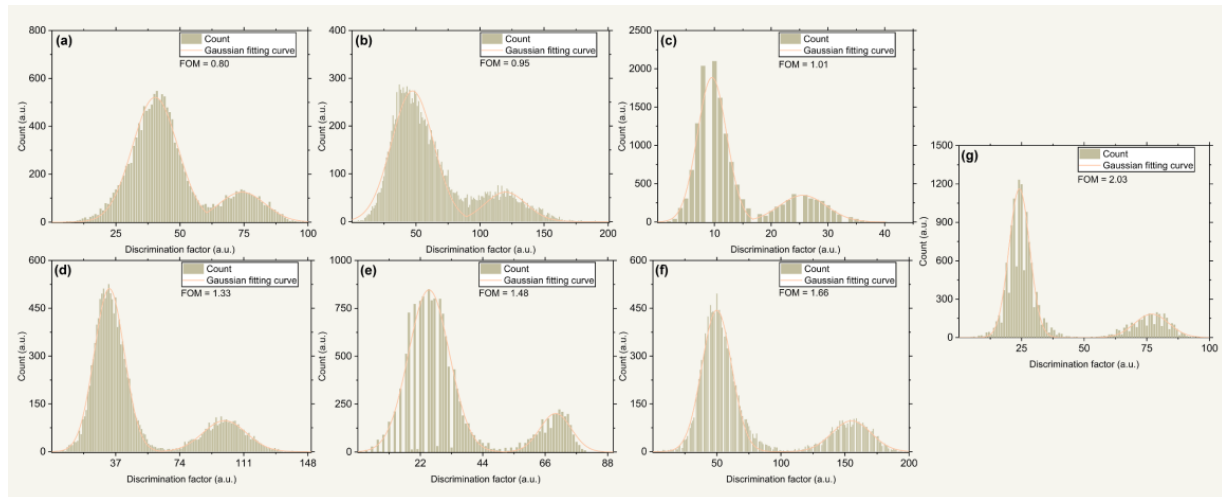 (a)
Count
Gaussian fitting curve
FOM = 0.80
Count (a.u.)
800
600
400
200
0
25 50 75 100
Discrimination factor (a.u.)
(b)
Count
Gaussian fitting curve
FOM = 0.95
Count (a.u.)
400
300
200
100
0
50 100 150 200
Discrimination factor (a.u.)
(c)
Count
Gaussian fitting curve
FOM = 1.01
Count (a.u.)
2500
2000
1500
1000
500
0
10 20 30 40
Discrimination factor (a.u.)
(d)
Count
Gaussian fitting curve
FOM = 1.33
Count (a.u.)
600
450
300
150
0
37 74 111 148
Discrimination factor (a.u.)
(e)
Count
Gaussian fitting curve
FOM = 1.48
Count (a.u.)
1000
750
500
250
0
22 44 66 88
Discrimination factor (a.u.)
(f)
Count
Gaussian fitting curve
FOM = 1.66
Count (a.u.)
600
450
300
150
0
50 100 150 200
Discrimination factor (a.u.)
(g)
Count
Gaussian fitting curve
FOM = 2.03
Count (a.u.)
1500
1200
900
600
300
0
25 50 75 100
Discrimination factor (a.u.)